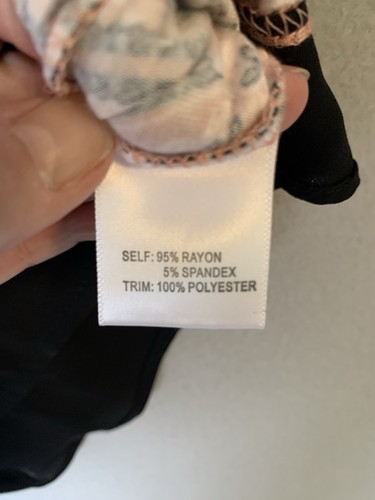 SELF: 95% RAYON
5% SPANDEX
TRIM: 100% POLYESTER